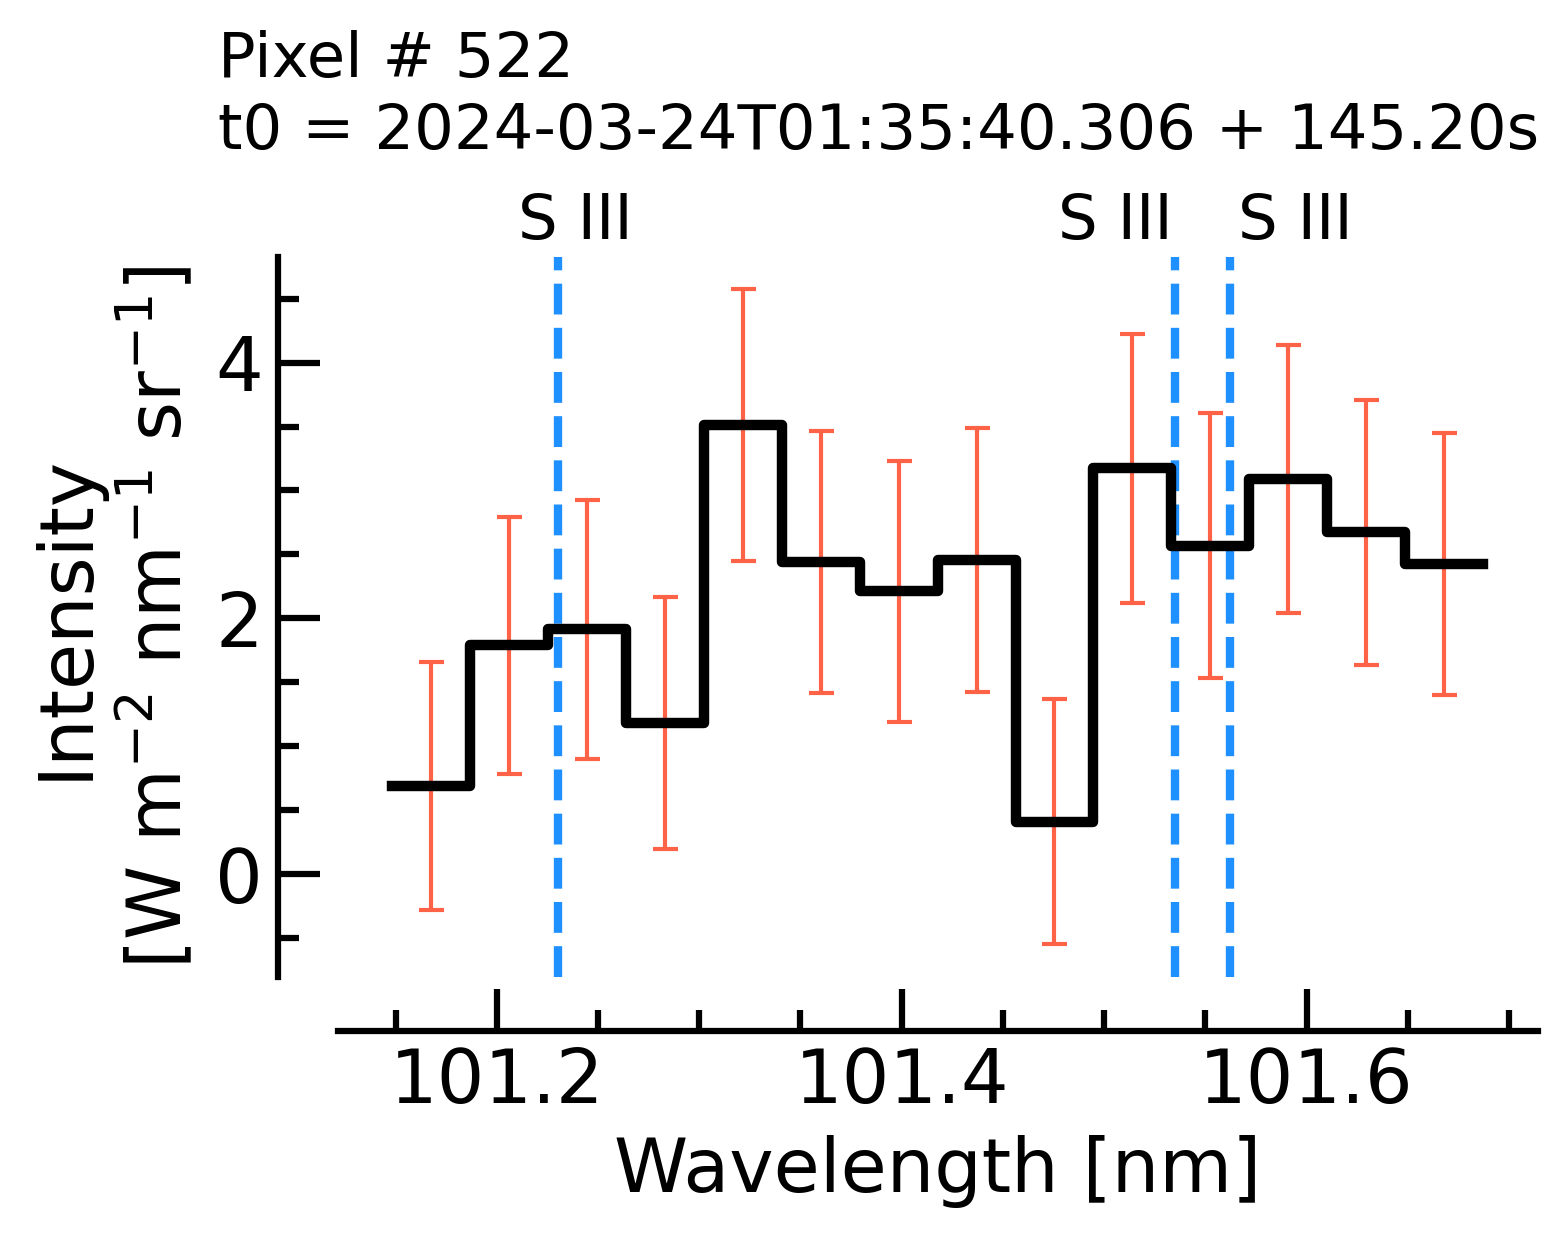 Pixel # 522
t0 = 2024-03-24T01:35:40.306 + 145.20s
S III S III S III
Intensity
[W m⁻² nm⁻¹ sr⁻¹]
4
2
0
101.2 101.4 101.6
Wavelength [nm]